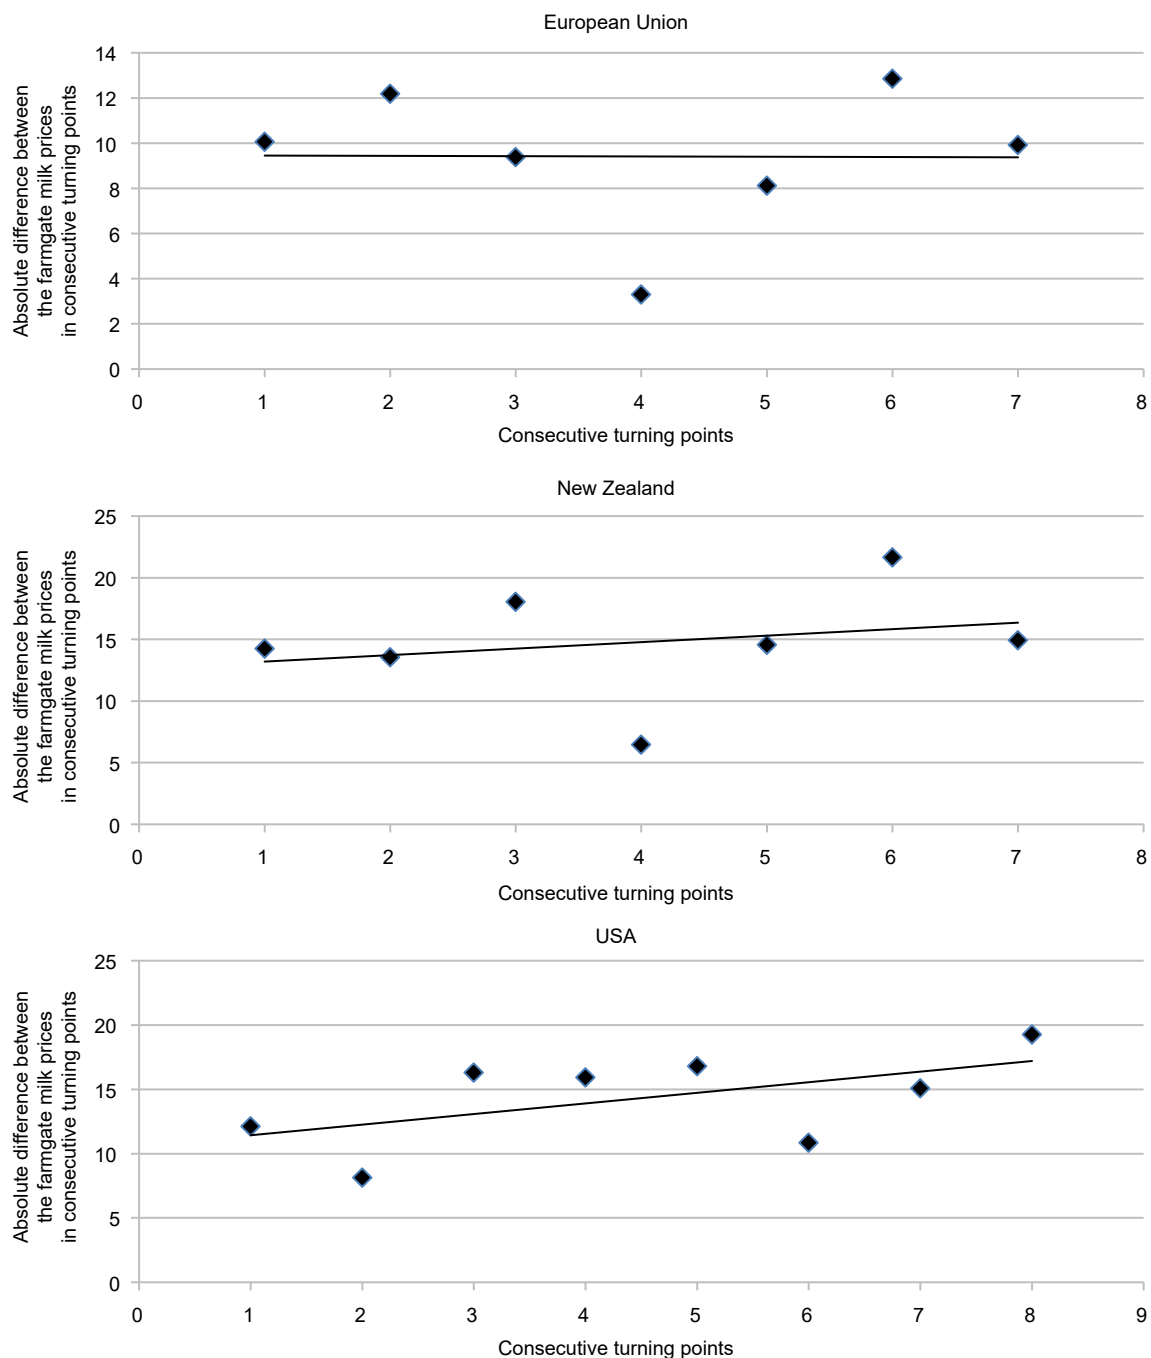 European Union
Absolute difference between
the farmgate milk prices
in consecutive turning points
14
12
10
8
6
4
2
0
0 1 2 3 4 5 6 7 8
Consecutive turning points
New Zealand
Absolute difference between
the farmgate milk prices
in consecutive turning points
25
20
15
10
5
0
0 1 2 3 4 5 6 7 8
Consecutive turning points
USA
Absolute difference between
the farmgate milk prices
in consecutive turning points
25
20
15
10
5
0
0 1 2 3 4 5 6 7 8 9
Consecutive turning points